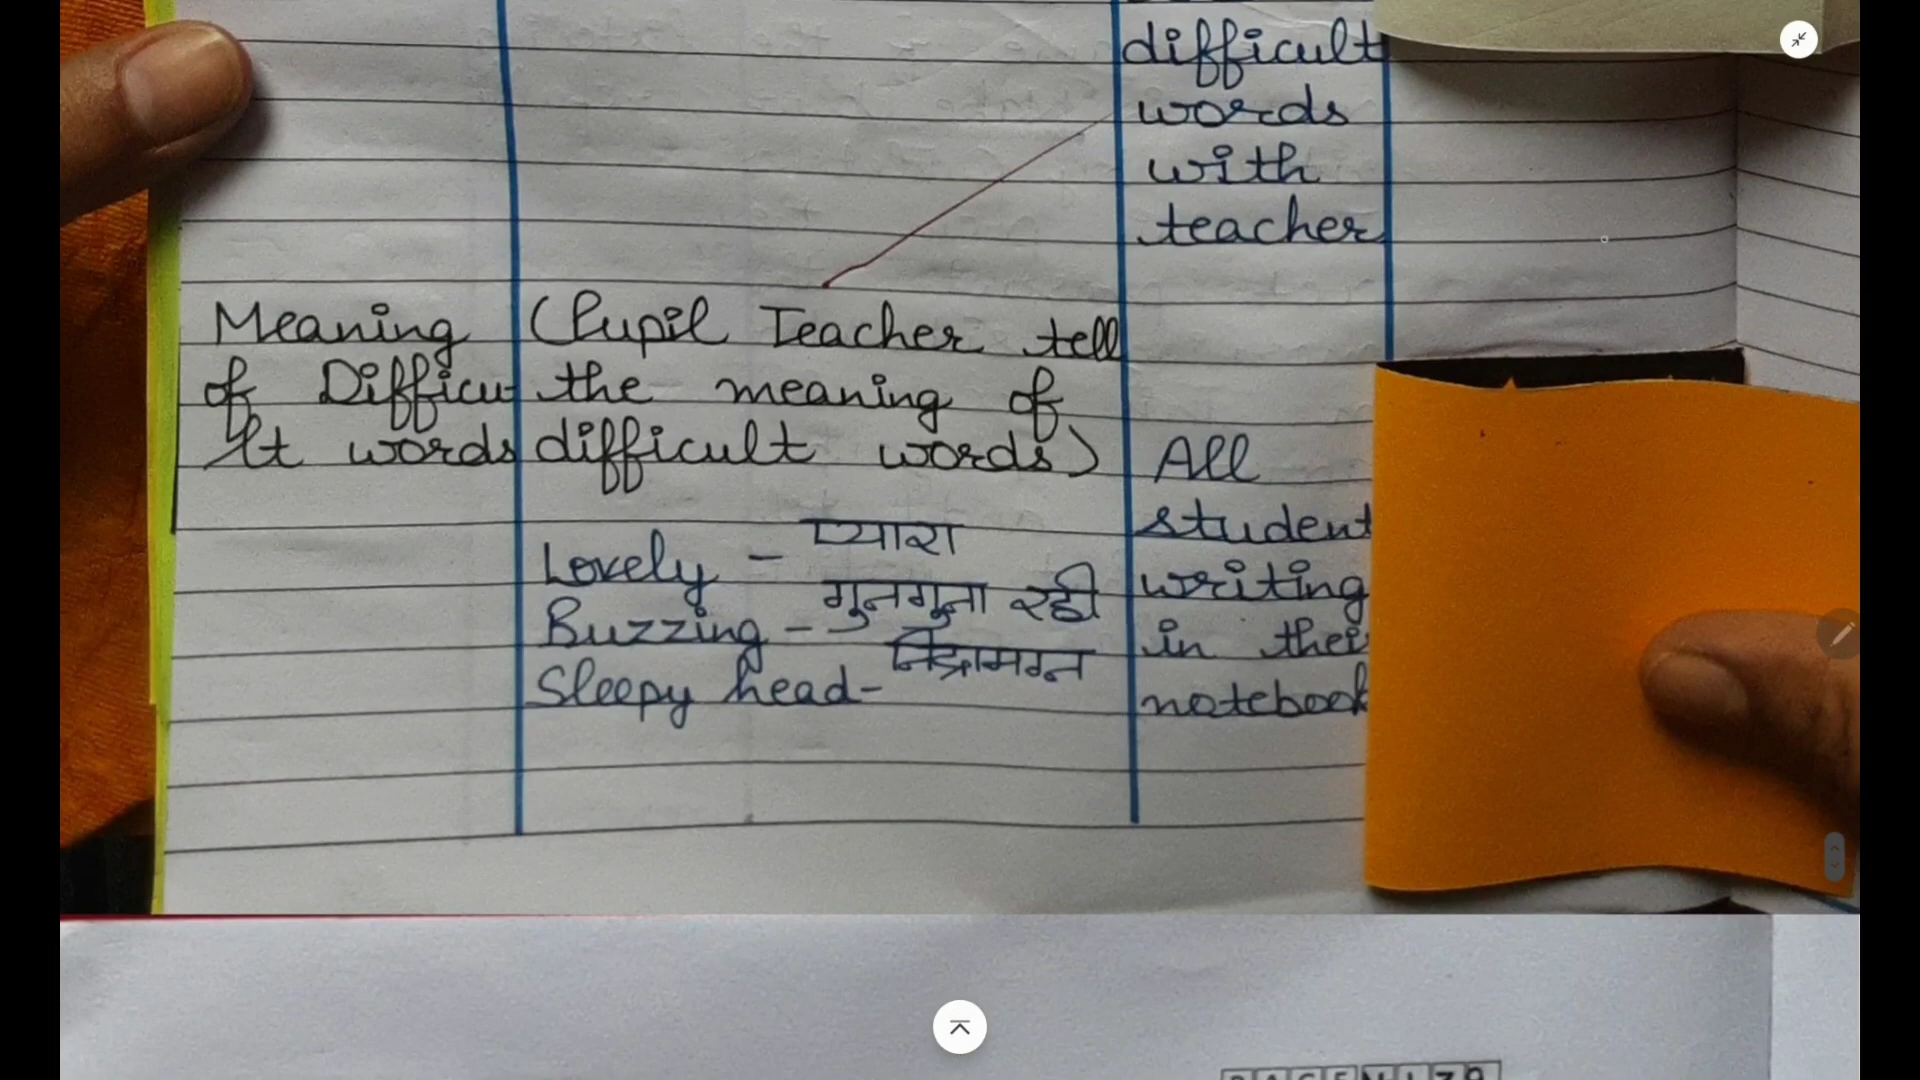 difficult
words
with
teacher
Meaning (Pupil Teacher tell
of Difficu- the meaning of
lt words difficult words)
All
student
writing
in thei
notebook
Lovely - प्यारा
Buzzing - गुनगुना रही
Sleepy head - निद्रामग्न